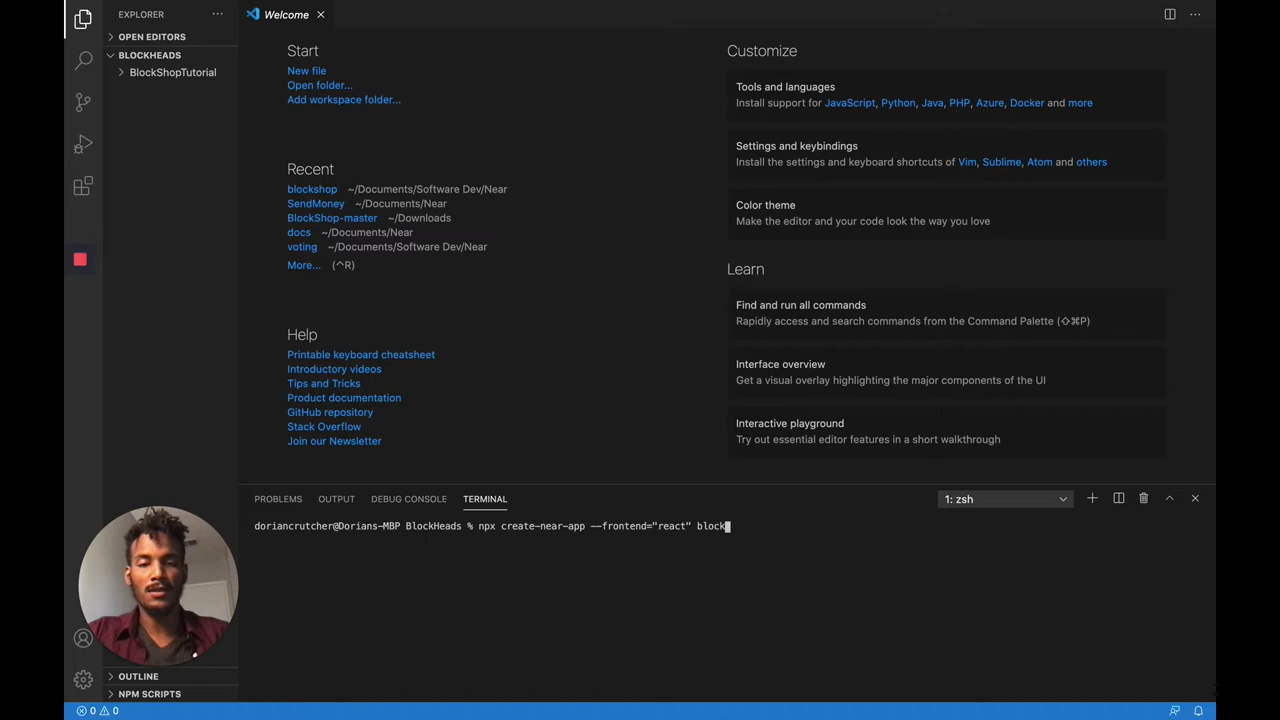 EXPLORER
OPEN EDITORS
BLOCKHEADS
BlockShopTutorial
OUTLINE
NPM SCRIPTS
Welcome
Start
New file
Open folder...
Add workspace folder...
Recent
blockshop ~/Documents/Software Dev/Near
SendMoney ~/Documents/Near
BlockShop-master ~/Downloads
docs ~/Documents/Near
voting ~/Documents/Software Dev/Near
More... (^R)
Help
Printable keyboard cheatsheet
Introductory videos
Tips and Tricks
Product documentation
GitHub repository
Stack Overflow
Join our Newsletter
Customize
Tools and languages
Install support for JavaScript, Python, Java, PHP, Azure, Docker and more
Settings and keybindings
Install the settings and keyboard shortcuts of Vim, Sublime, Atom and others
Color theme
Make the editor and your code look the way you love
Learn
Find and run all commands
Rapidly access and search commands from the Command Palette (⇧⌘P)
Interface overview
Get a visual overlay highlighting the major components of the UI
Interactive playground
Try out essential editor features in a short walkthrough
PROBLEMS OUTPUT DEBUG CONSOLE TERMINAL 1: zsh
doriancrutcher@Dorians-MBP BlockHeads % npx create-near-app --frontend="react" block
0 0